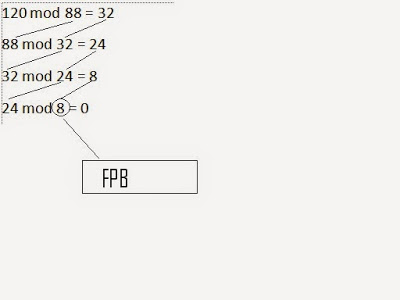 120 mod 88 = 32
88 mod 32 = 24
32 mod 24 = 8
24 mod 8 = 0
FPB